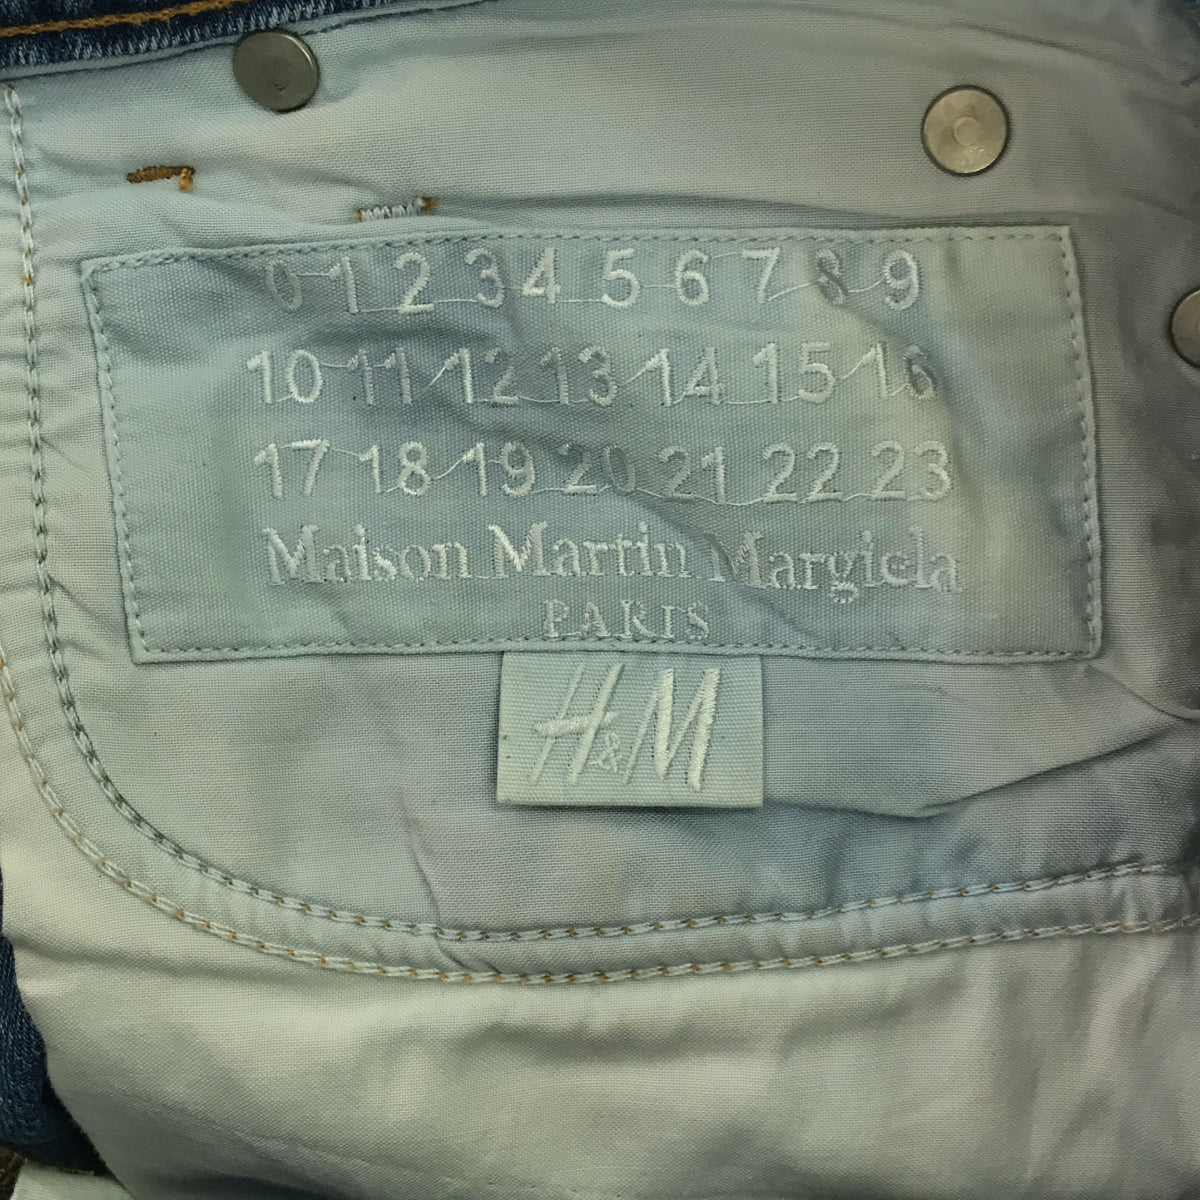 0 1 2 3 4 5 6 7 8 9
10 11 12 13 14 15 16
17 18 19 20 21 22 23
Maison Martin Margiela
PARIS
H&M